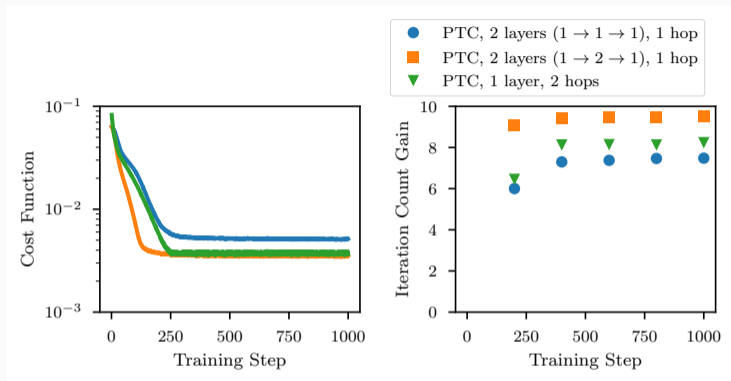 PTC, 2 layers (1 → 1 → 1), 1 hop
PTC, 2 layers (1 → 2 → 1), 1 hop
PTC, 1 layer, 2 hops
10⁻¹
10⁻²
10⁻³
Cost Function
0 250 500 750 1000
Training Step
10
8
6
4
2
0
Iteration Count Gain
0 250 500 750 1000
Training Step